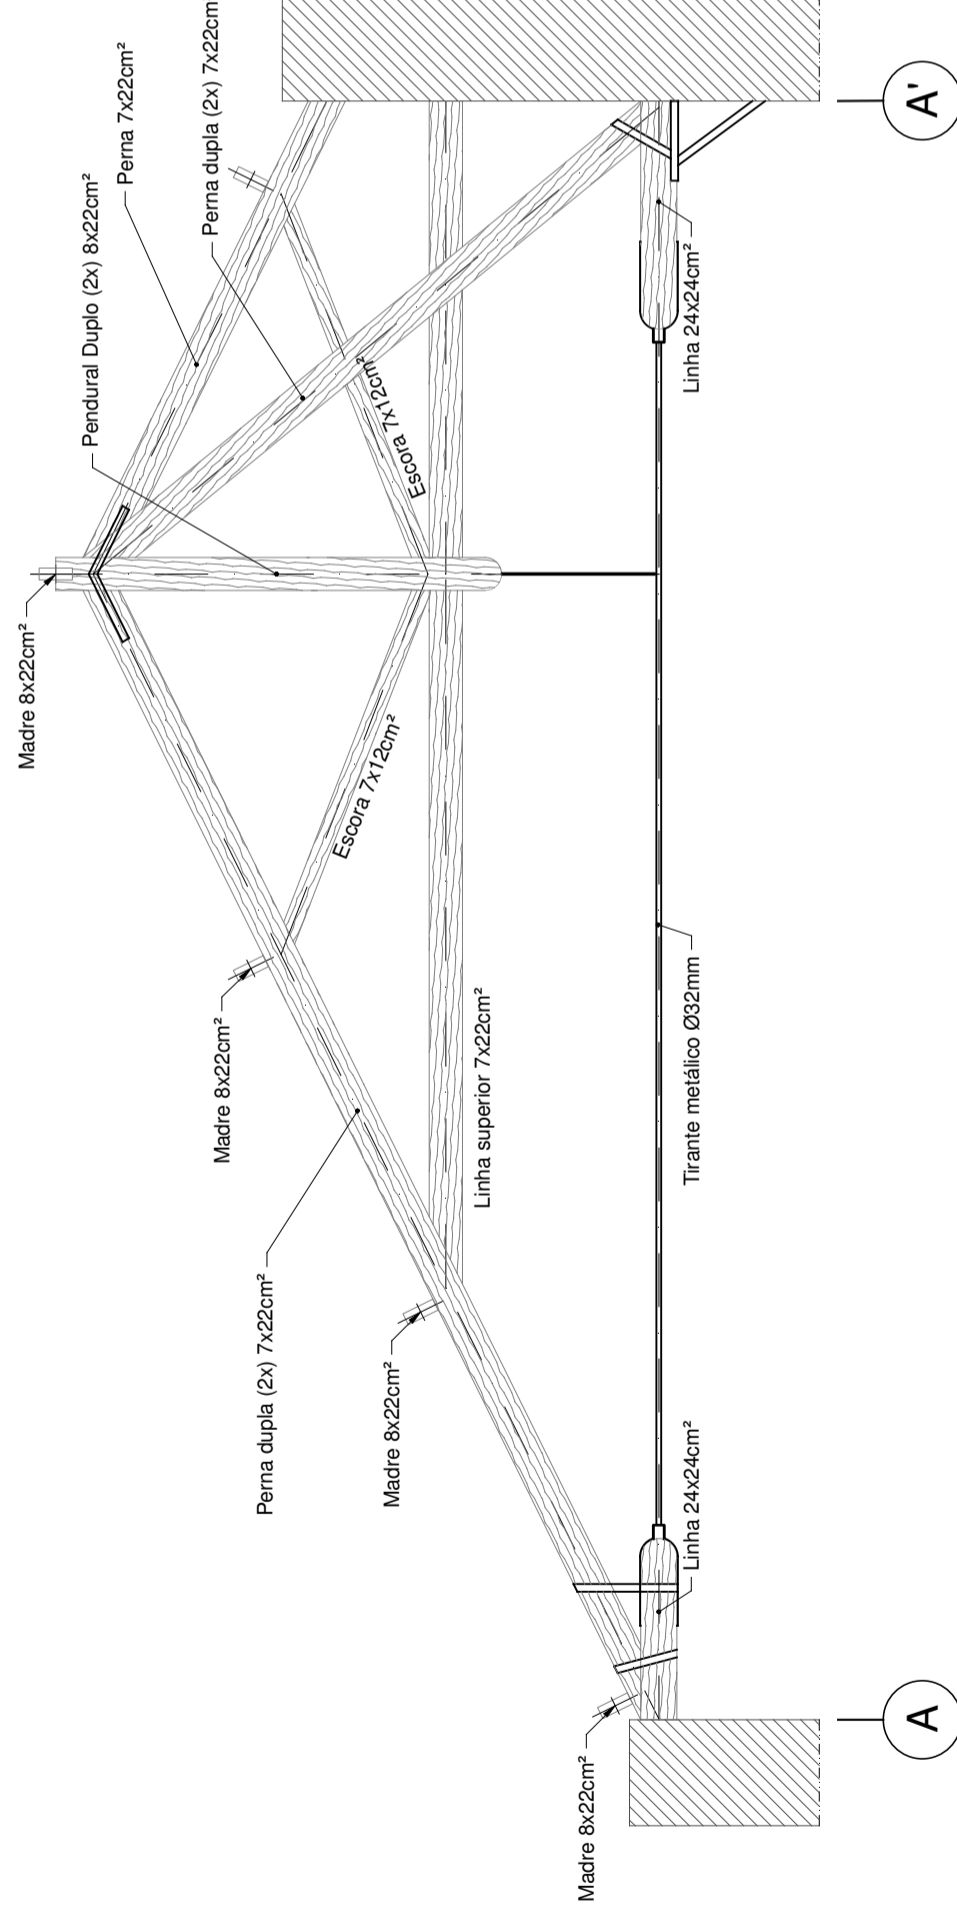 Madre 8x22cm²
Pendural Duplo (2x) 8x22cm²
Perna 7x22cm²
Perna dupla (2x) 7x22cm
Madre 8x22cm²
Escora 7x12cm²
Escora 7x12cm²
Perna dupla (2x) 7x22cm²
Madre 8x22cm²
Linha superior 7x22cm²
Madre 8x22cm²
Linha 24x24cm²
Tirante metálico Ø32mm
Linha 24x24cm²
A
A'